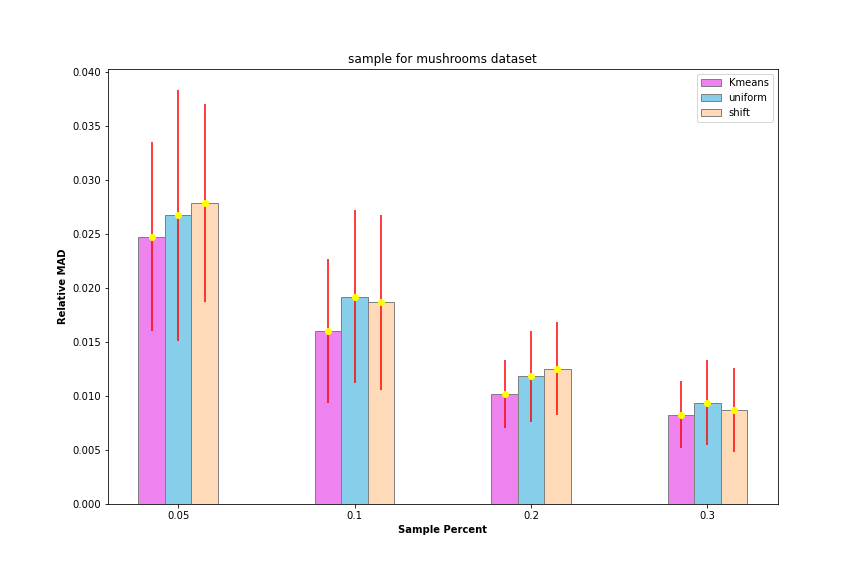 sample for mushrooms dataset
Kmeans
uniform
shift
0.040
0.035
0.030
0.025
0.020
0.015
0.010
0.005
0.000
Relative MAD
0.05 0.1 0.2 0.3
Sample Percent